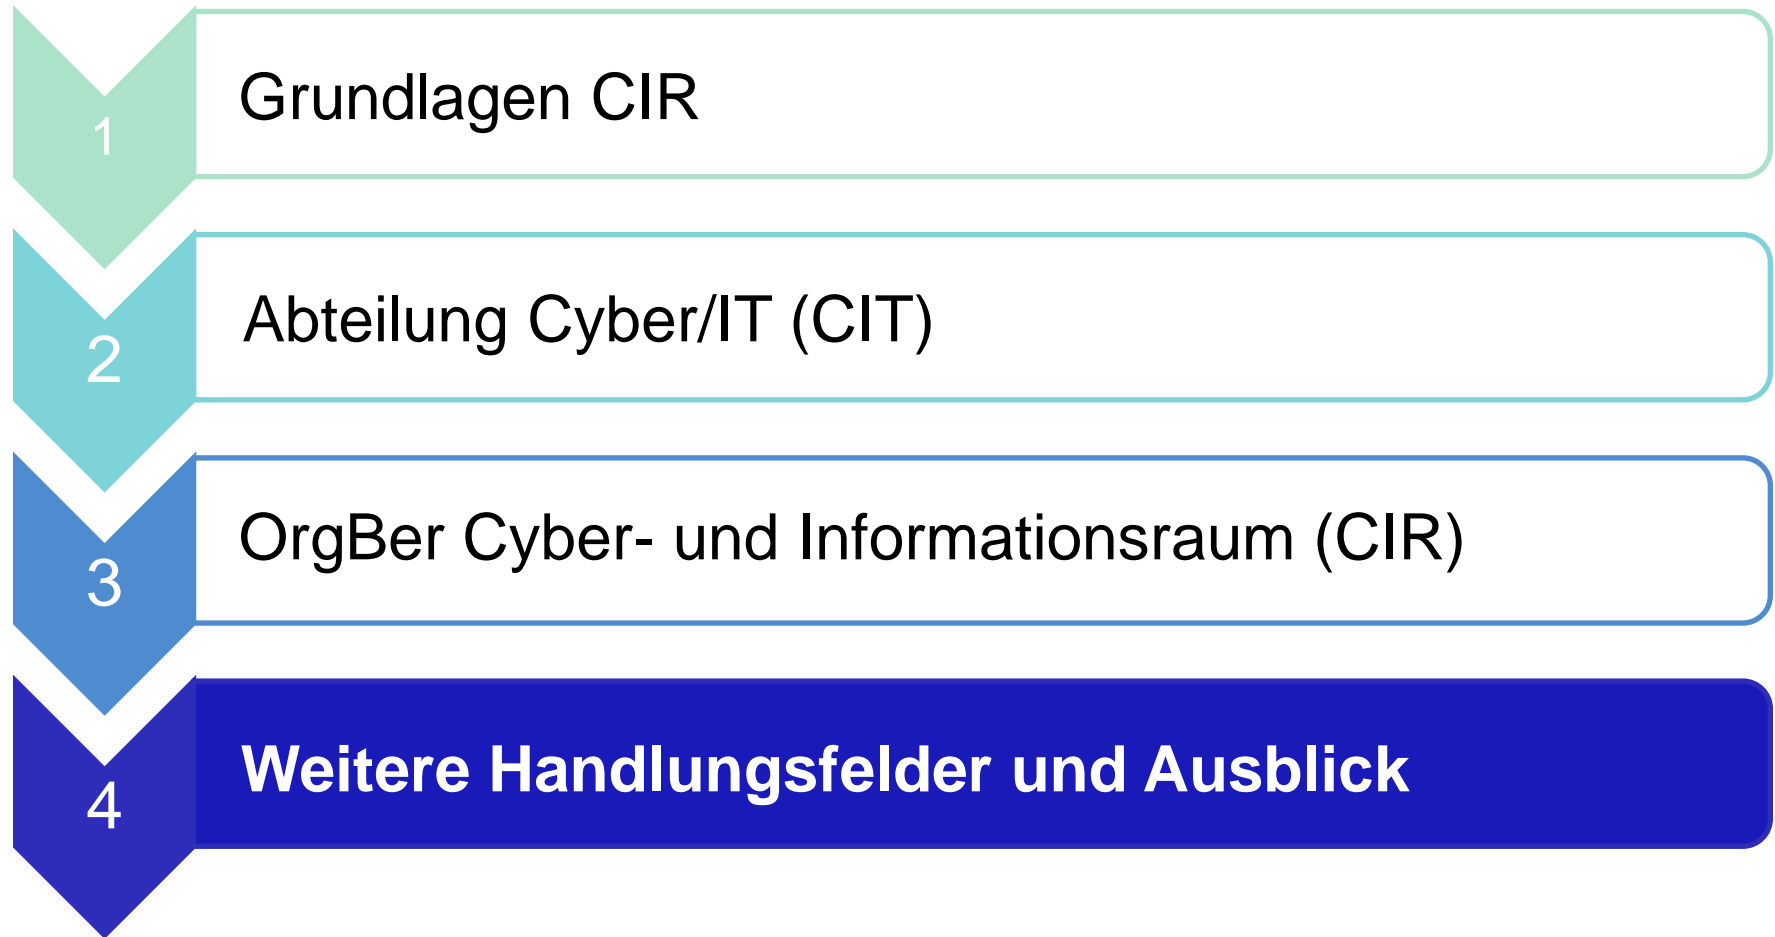 1
Grundlagen CIR
2
Abteilung Cyber/IT (CIT)
3
OrgBer Cyber- und Informationsraum (CIR)
4
Weitere Handlungsfelder und Ausblick